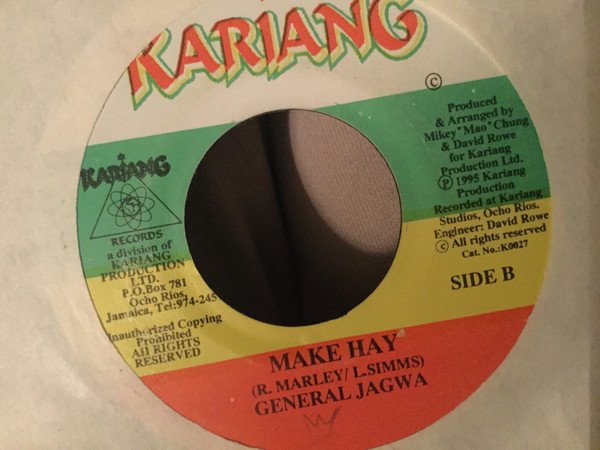 KARIANG
©
Produced
& Arranged by
Mikey "Mao" Chung
& David Rowe
for Kariang
Production Ltd.
Ⓟ 1995 Kariang
Production
Recorded at Kariang
Studios, Ocho Rios.
Engineer: David Rowe
© All rights reserved
Cat. No.:K0027
SIDE B
KARIANG
RECORDS
a division of
KARIANG
PRODUCTION
LTD.
P.O.Box 781
Ocho Rios,
Jamaica, Tel:974-245
Unauthorized Copying
Prohibited
All RIGHTS
RESERVED
MAKE HAY
(R. MARLEY/ L.SIMMS)
GENERAL JAGWA